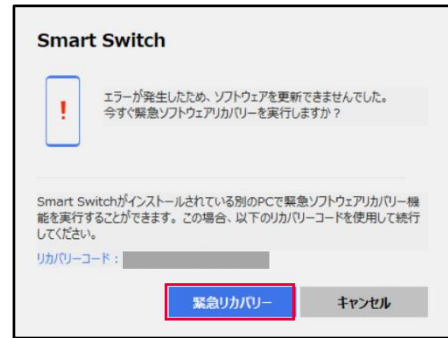 Smart Switch
!
エラーが発生したため、ソフトウェアを更新できませんでした。
今すぐ緊急ソフトウェアリカバリーを実行しますか？
Smart Switchがインストールされている別のPCで緊急ソフトウェアリカバリー機
能を実行することができます。この場合、以下のリカバリーコードを使用して続行
してください。
リカバリーコード：
緊急リカバリー
キャンセル